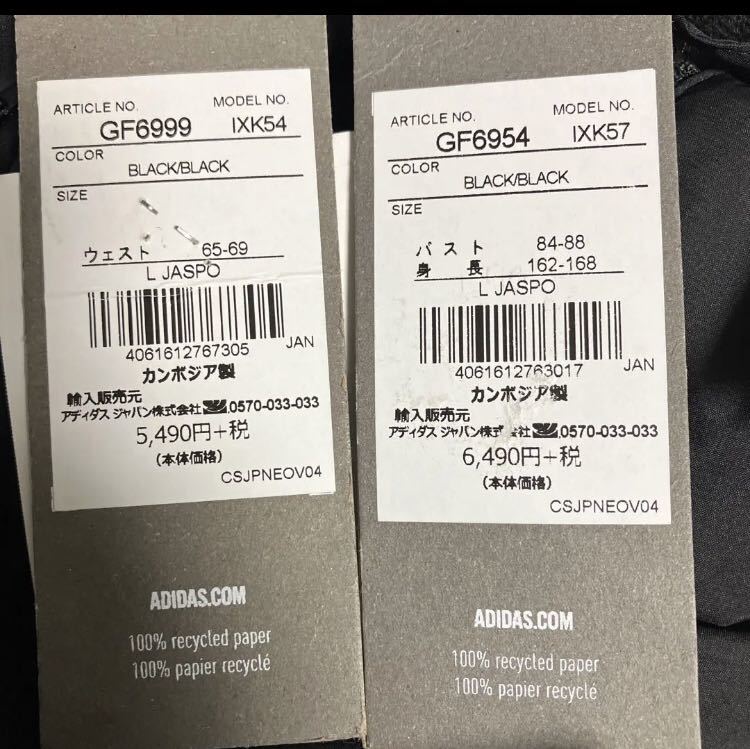 ARTICLE NO. MODEL NO.
GF6999 IXK54
COLOR
BLACK/BLACK
SIZE
ウェスト 65-69
L JASPO
4061612767305 JAN
カンボジア製
輸入販売元
アディダス ジャパン株式会社 0570-033-033
5,490円+税
(本体価格)
CSJPNEOV04
ADIDAS.COM
100% recycled paper
100% papier recyclé
ARTICLE NO. MODEL NO.
GF6954 IXK57
COLOR
BLACK/BLACK
SIZE
バスト 84-88
身長 162-168
L JASPO
4061612763017 JAN
カンボジア製
輸入販売元
アディダス ジャパン株式会社 0570-033-033
6,490円+税
(本体価格)
CSJPNEOV04
ADIDAS.COM
100% recycled paper
100% papier recyclé